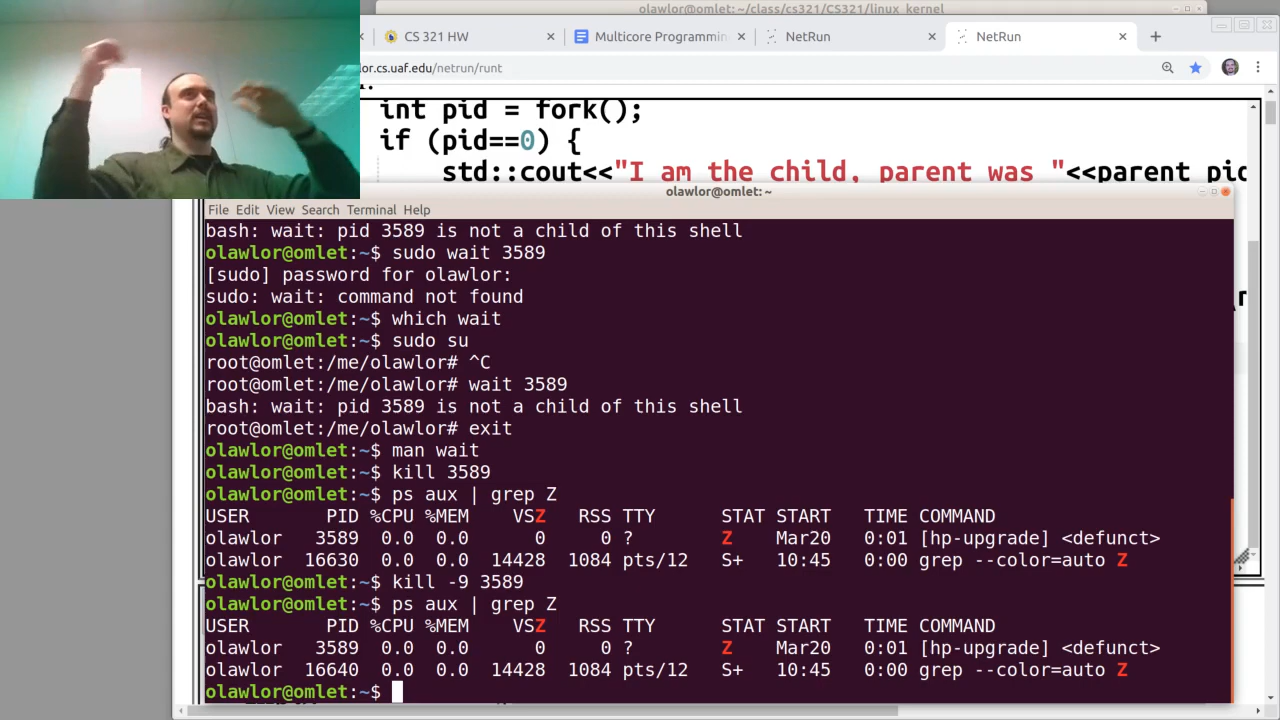 olawlor@omlet: ~/class/cs321/CS321/linux_kernel
CS 321 HW
Multicore Programmin
NetRun
NetRun
or.cs.uaf.edu/netrun/runt
int pid = fork();
if (pid==0) {
std::cout<<"I am the child, parent was "<<parent_pid
olawlor@omlet: ~
File Edit View Search Terminal Help
bash: wait: pid 3589 is not a child of this shell
olawlor@omlet:~$ sudo wait 3589
[sudo] password for olawlor:
sudo: wait: command not found
olawlor@omlet:~$ which wait
olawlor@omlet:~$ sudo su
root@omlet:/me/olawlor# ^C
root@omlet:/me/olawlor# wait 3589
bash: wait: pid 3589 is not a child of this shell
root@omlet:/me/olawlor# exit
olawlor@omlet:~$ man wait
olawlor@omlet:~$ kill 3589
olawlor@omlet:~$ ps aux | grep Z
USER PID %CPU %MEM VSZ RSS TTY STAT START TIME COMMAND
olawlor 3589 0.0 0.0 0 0 ? Z Mar20 0:01 [hp-upgrade] <defunct>
olawlor 16630 0.0 0.0 14428 1084 pts/12 S+ 10:45 0:00 grep --color=auto Z
olawlor@omlet:~$ kill -9 3589
olawlor@omlet:~$ ps aux | grep Z
USER PID %CPU %MEM VSZ RSS TTY STAT START TIME COMMAND
olawlor 3589 0.0 0.0 0 0 ? Z Mar20 0:01 [hp-upgrade] <defunct>
olawlor 16640 0.0 0.0 14428 1084 pts/12 S+ 10:45 0:00 grep --color=auto Z
olawlor@omlet:~$